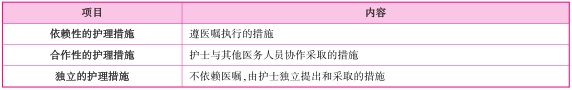 项目 内容
依赖性的护理措施 遵医嘱执行的措施
合作性的护理措施 护士与其他医务人员协作采取的措施
独立的护理措施 不依赖医嘱,由护士独立提出和采取的措施